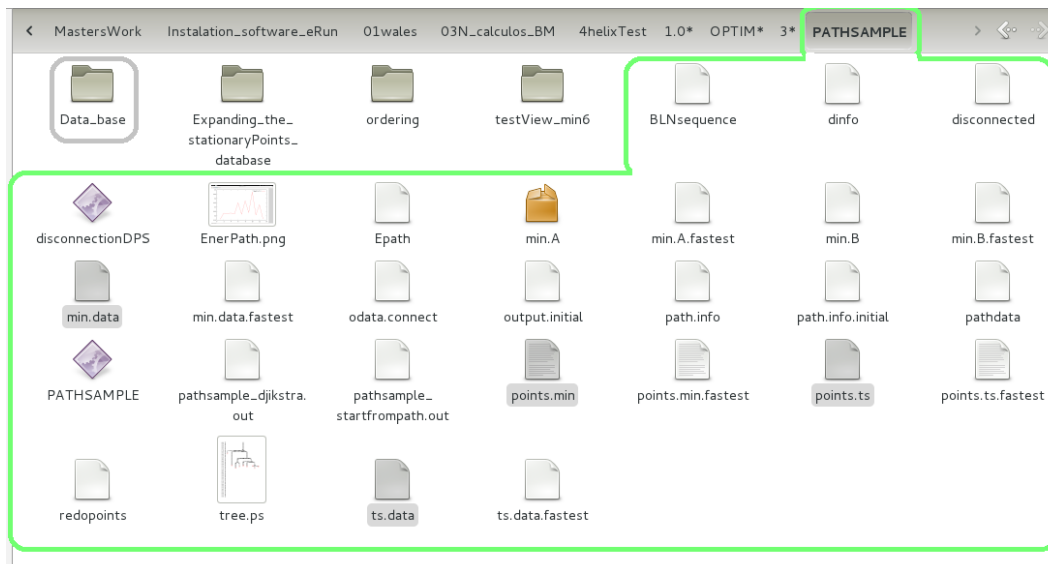 MastersWork Instalation_software_eRun 01wales 03N_calculos_BM 4helixTest 1.0* OPTIM* 3* PATHSAMPLE
Data_base Expanding_the_ ordering testView_min6 BLNsequence dinfo disconnected
stationaryPoints_
database
disconnectionDPS EnerPath.png Epath min.A min.A.fastest min.B min.B.fastest
min.data min.data.fastest odata.connect output.initial path.info path.info.initial pathdata
PATHSAMPLE pathsample_djikstra. pathsample_ points.min points.min.fastest points.ts points.ts.fastest
out startfrompath.out
redopoints tree.ps ts.data ts.data.fastest